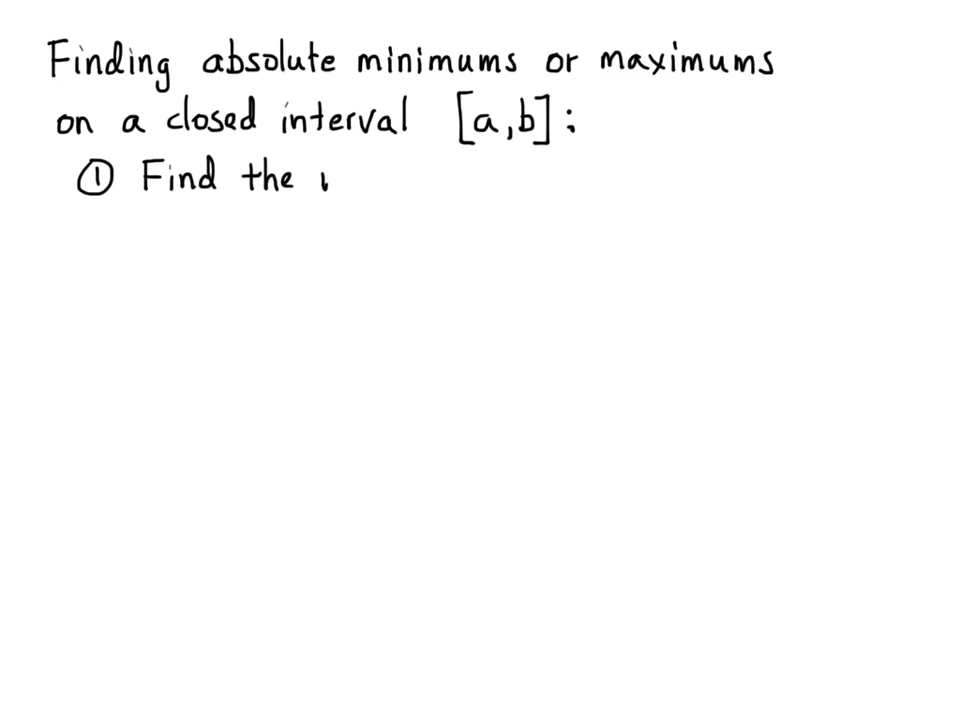 Finding absolute minimums or maximums
on a closed interval [a,b]:
① Find the